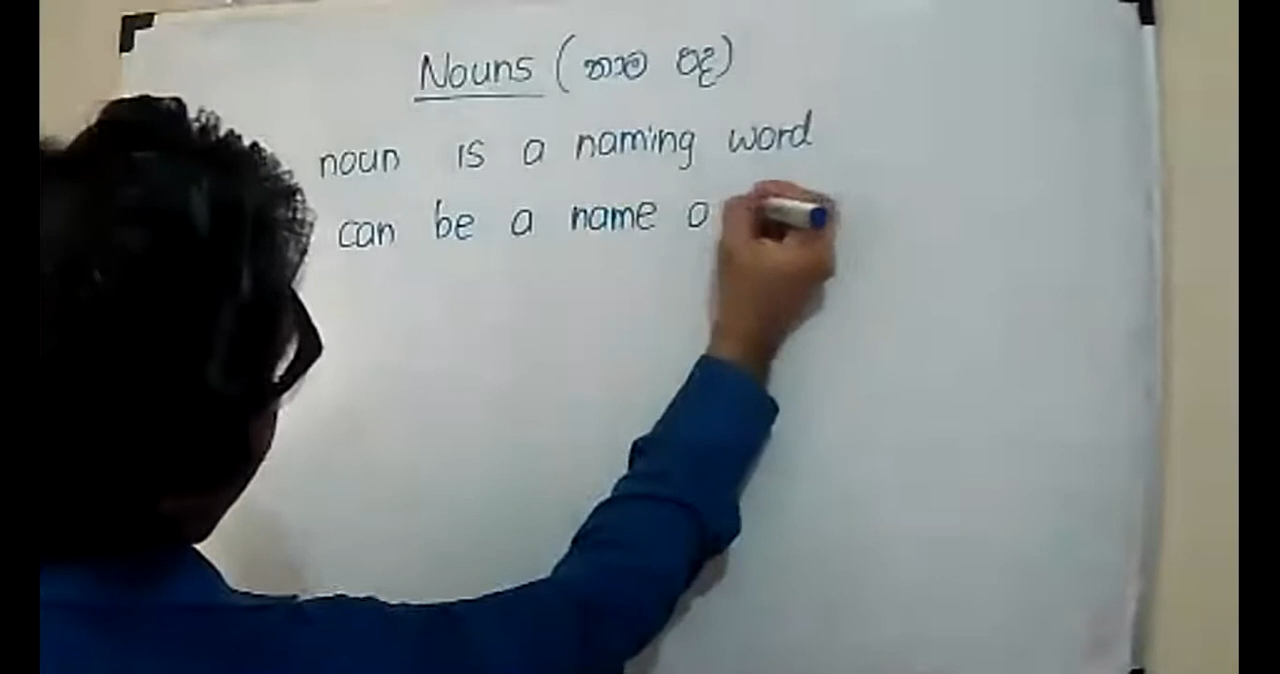 Nouns (නාම පද)
noun is a naming word
can be a name o